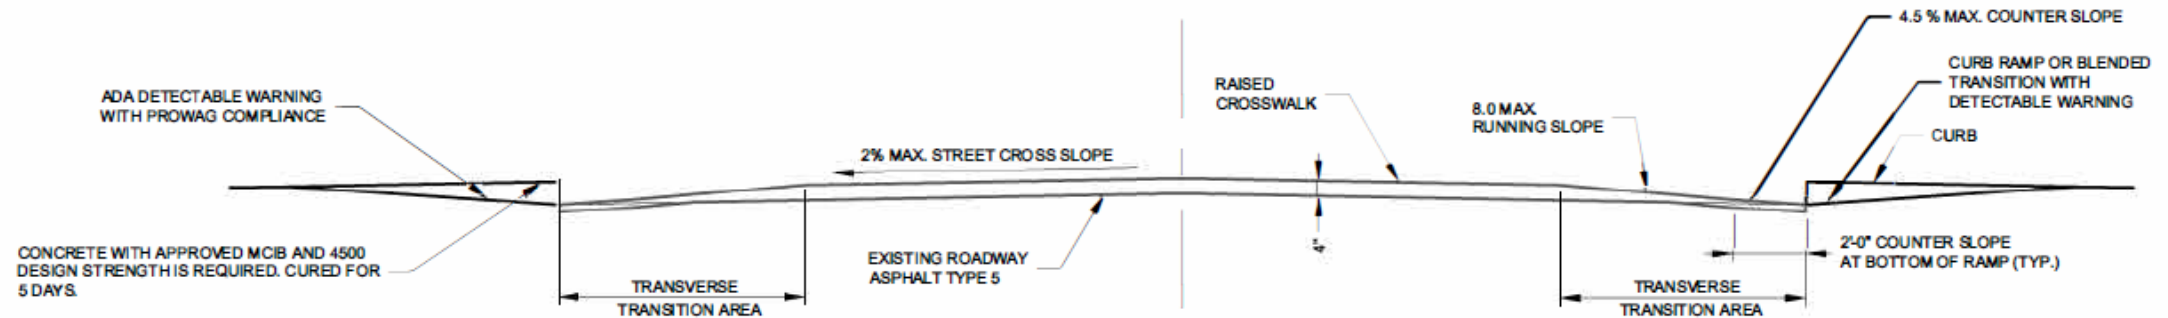 ADA DETECTABLE WARNING
WITH PROWAG COMPLIANCE
CONCRETE WITH APPROVED MCIB AND 4500
DESIGN STRENGTH IS REQUIRED. CURED FOR
5 DAYS.
TRANSVERSE
TRANSITION AREA
2% MAX. STREET CROSS SLOPE
EXISTING ROADWAY
ASPHALT TYPE 5
RAISED
CROSSWALK
4"
8.0 MAX.
RUNNING SLOPE
4.5 % MAX. COUNTER SLOPE
CURB RAMP OR BLENDED
TRANSITION WITH
DETECTABLE WARNING
CURB
2'-0" COUNTER SLOPE
AT BOTTOM OF RAMP (TYP.)
TRANSVERSE
TRANSITION AREA